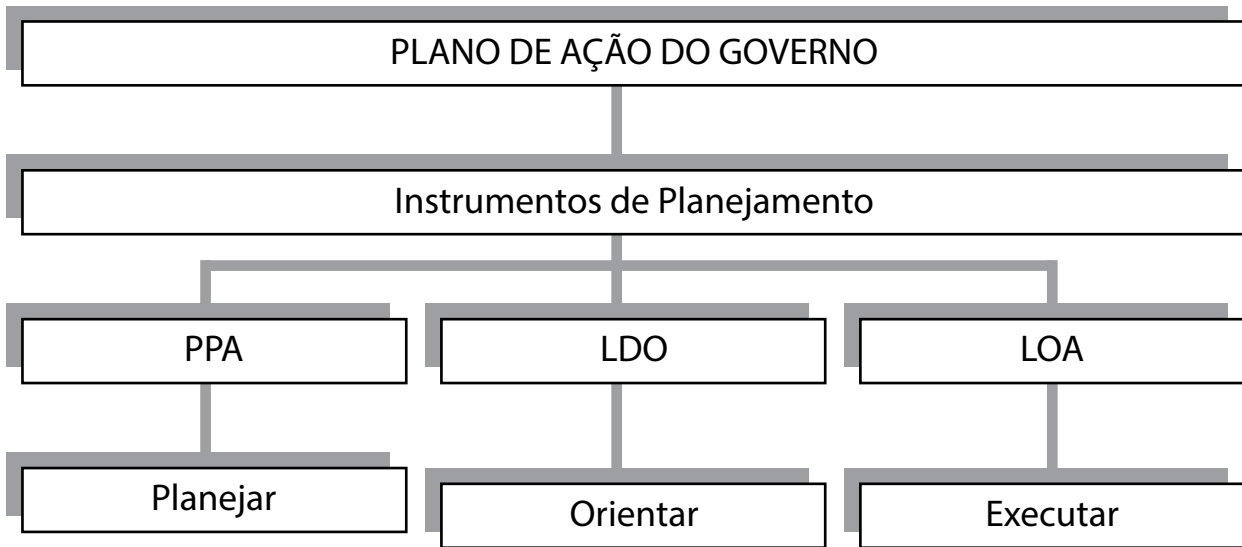 PLANO DE AÇÃO DO GOVERNO
Instrumentos de Planejamento
PPA
LDO
LOA
Planejar
Orientar
Executar